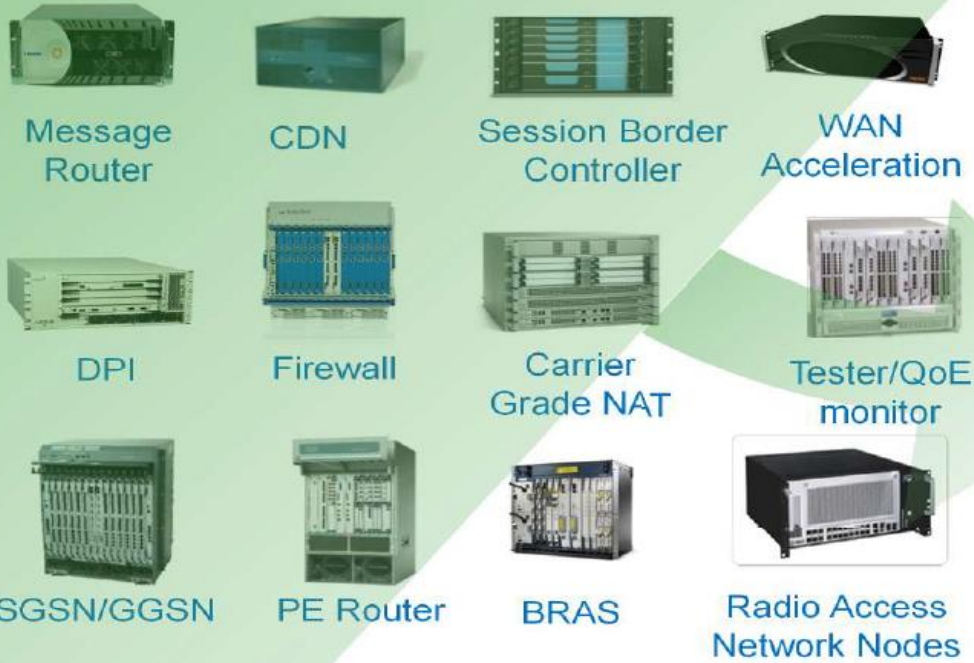 Message
Router
CDN
Session Border
Controller
WAN
Acceleration
DPI
Firewall
Carrier
Grade NAT
Tester/QoE
monitor
SGSN/GGSN
PE Router
BRAS
Radio Access
Network Nodes